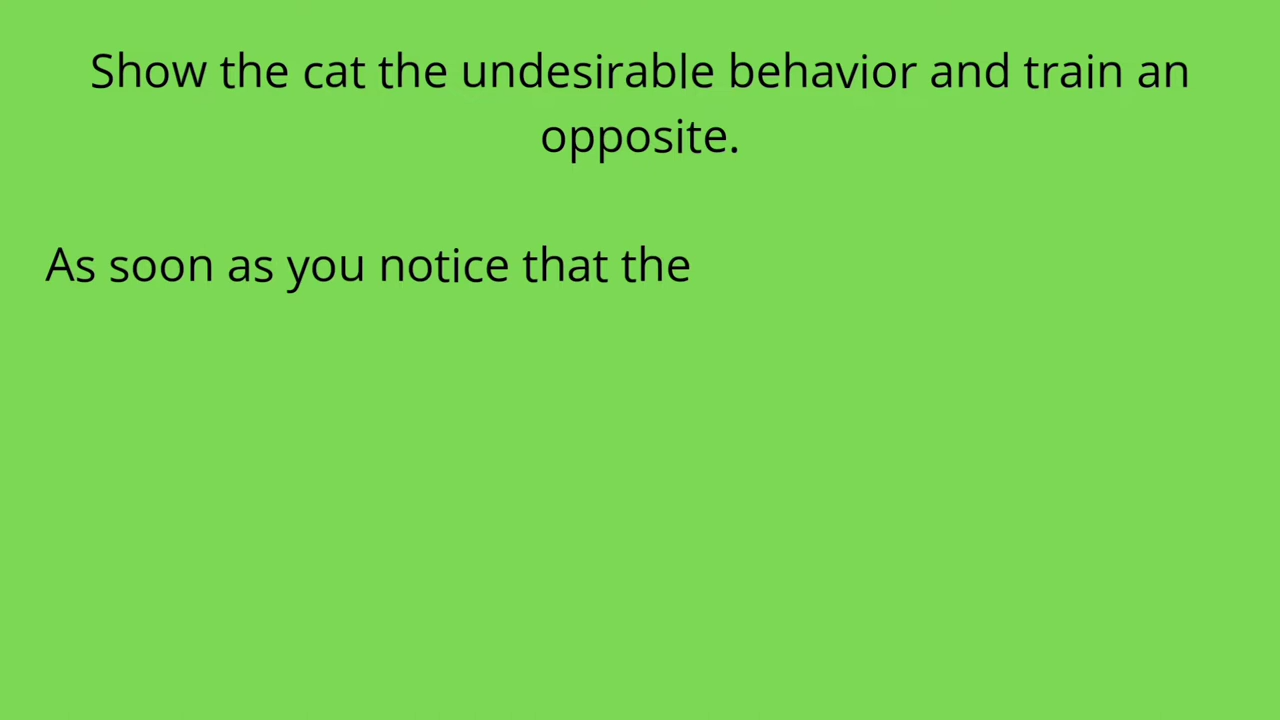 Show the cat the undesirable behavior and train an
opposite.
As soon as you notice that the